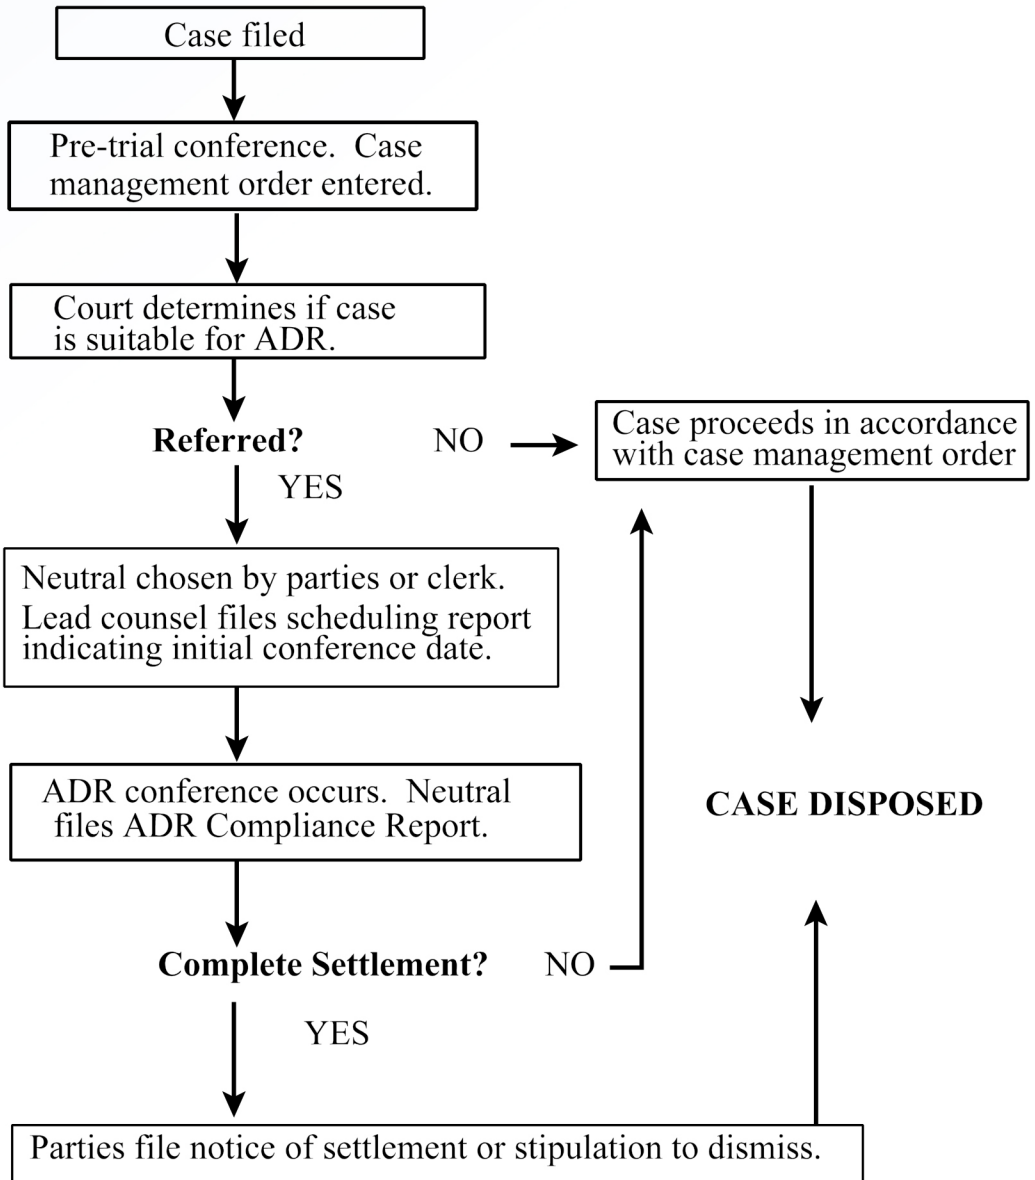 Case filed
Pre-trial conference.  Case
management order entered.
Court determines if case
is suitable for ADR.
Referred?
NO
Case proceeds in accordance
with case management order
YES
Neutral chosen by parties or clerk.
Lead counsel files scheduling report
indicating initial conference date.
ADR conference occurs.  Neutral
files ADR Compliance Report.
CASE DISPOSED
Complete Settlement?
NO
YES
Parties file notice of settlement or stipulation to dismiss.